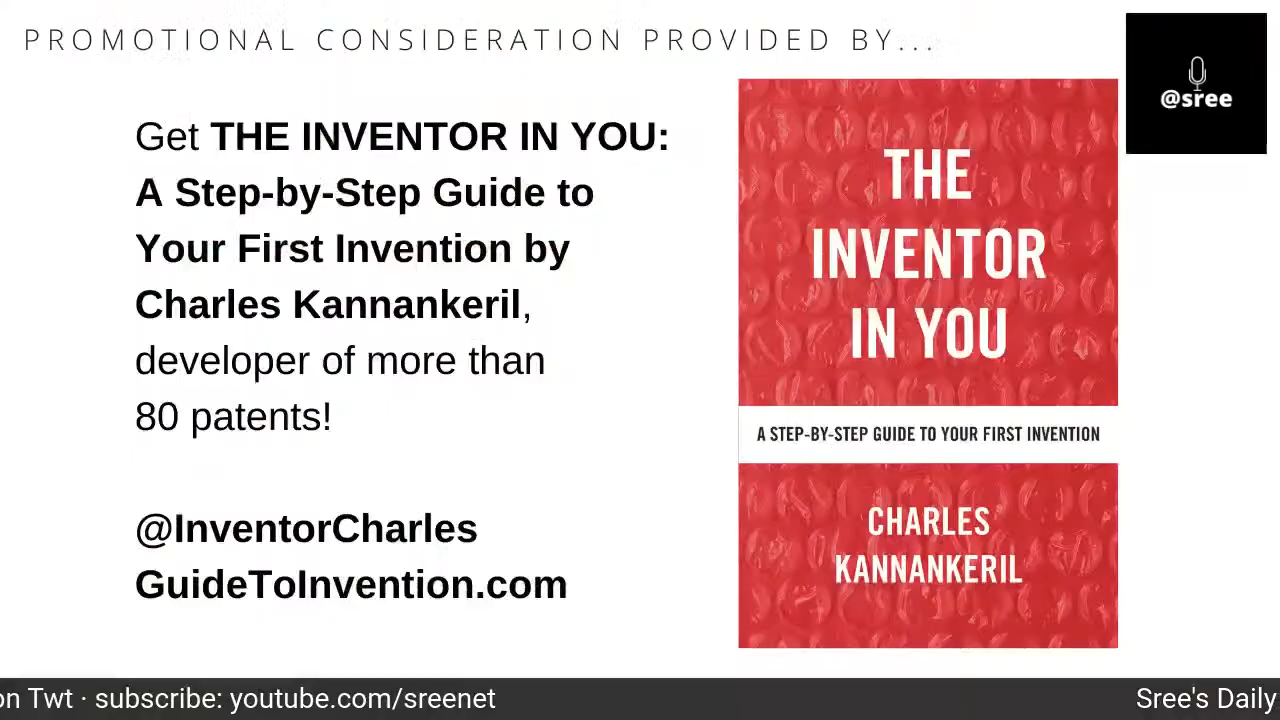 PROMOTIONAL CONSIDERATION PROVIDED BY...
@sree
Get THE INVENTOR IN YOU:
A Step-by-Step Guide to
Your First Invention by
Charles Kannankeril,
developer of more than
80 patents!
@InventorCharles
GuideToInvention.com
THE
INVENTOR
IN YOU
A STEP-BY-STEP GUIDE TO YOUR FIRST INVENTION
CHARLES
KANNANKERIL
on Twt · subscribe: youtube.com/sreenet
Sree's Daily